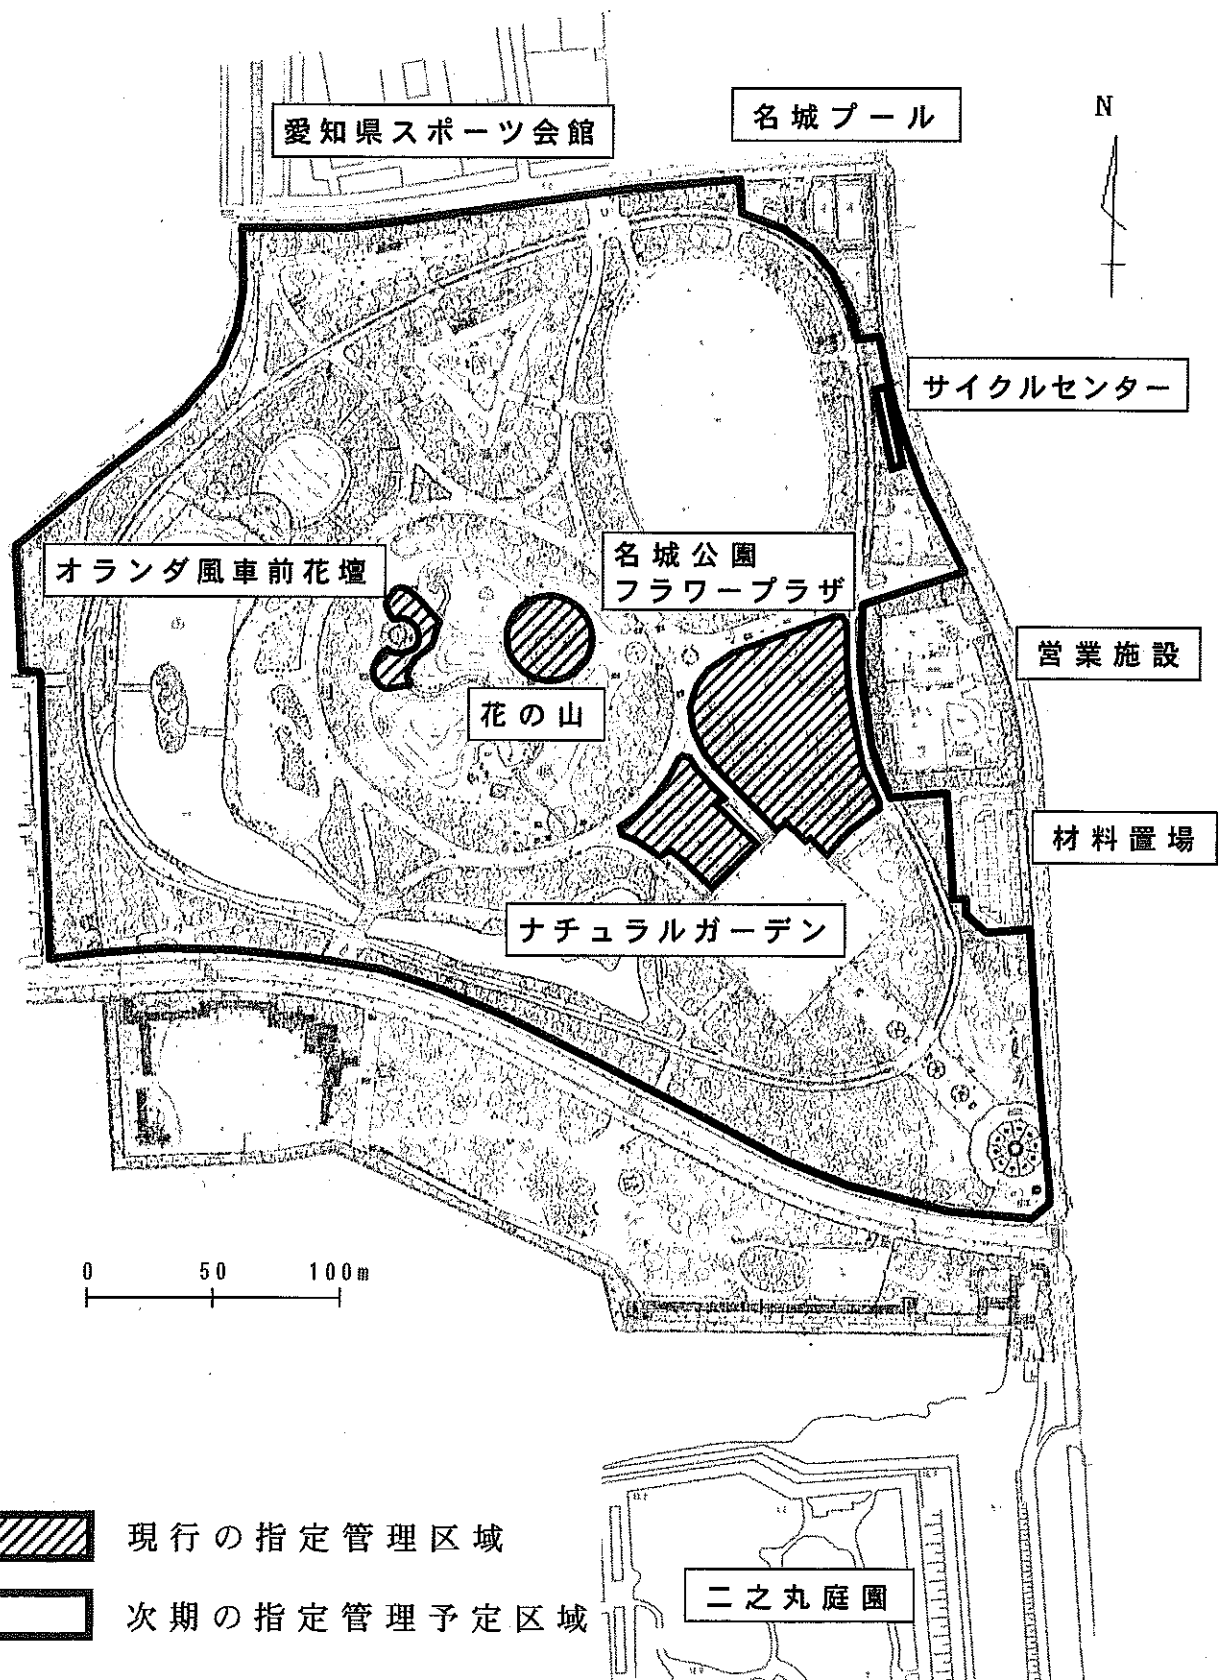 愛知県スポーツ会館
名城プール
N
サイクルセンター
オランダ風車前花壇
名城公園
フラワープラザ
営業施設
花の山
材料置場
ナチュラルガーデン
0 50 100m
現行の指定管理区域
次期の指定管理予定区域
二之丸庭園